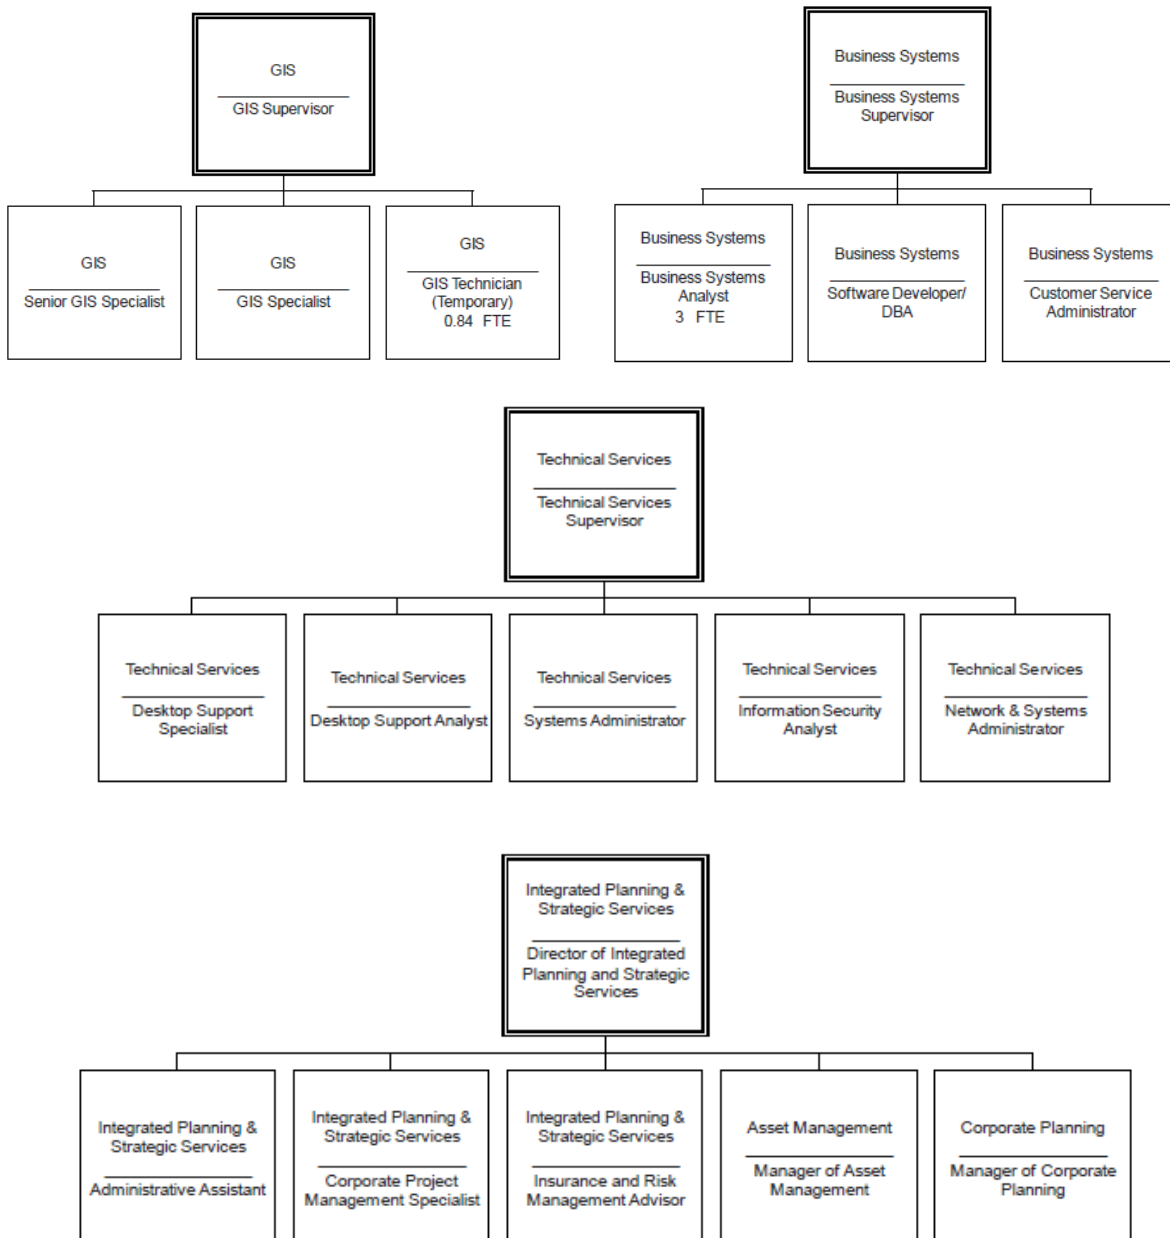 GIS
GIS Supervisor
GIS
Senior GIS Specialist
GIS
GIS Specialist
GIS
GIS Technician
(Temporary)
0.84 FTE
Business Systems
Business Systems
Supervisor
Business Systems
Business Systems
Analyst
3 FTE
Business Systems
Software Developer/
DBA
Business Systems
Customer Service
Administrator
Technical Services
Technical Services
Supervisor
Technical Services
Desktop Support
Specialist
Technical Services
Desktop Support Analyst
Technical Services
Systems Administrator
Technical Services
Information Security
Analyst
Technical Services
Network & Systems
Administrator
Integrated Planning &
Strategic Services
Director of Integrated
Planning and Strategic
Services
Integrated Planning &
Strategic Services
Administrative Assistant
Integrated Planning &
Strategic Services
Corporate Project
Management Specialist
Integrated Planning &
Strategic Services
Insurance and Risk
Management Advisor
Asset Management
Manager of Asset
Management
Corporate Planning
Manager of Corporate
Planning